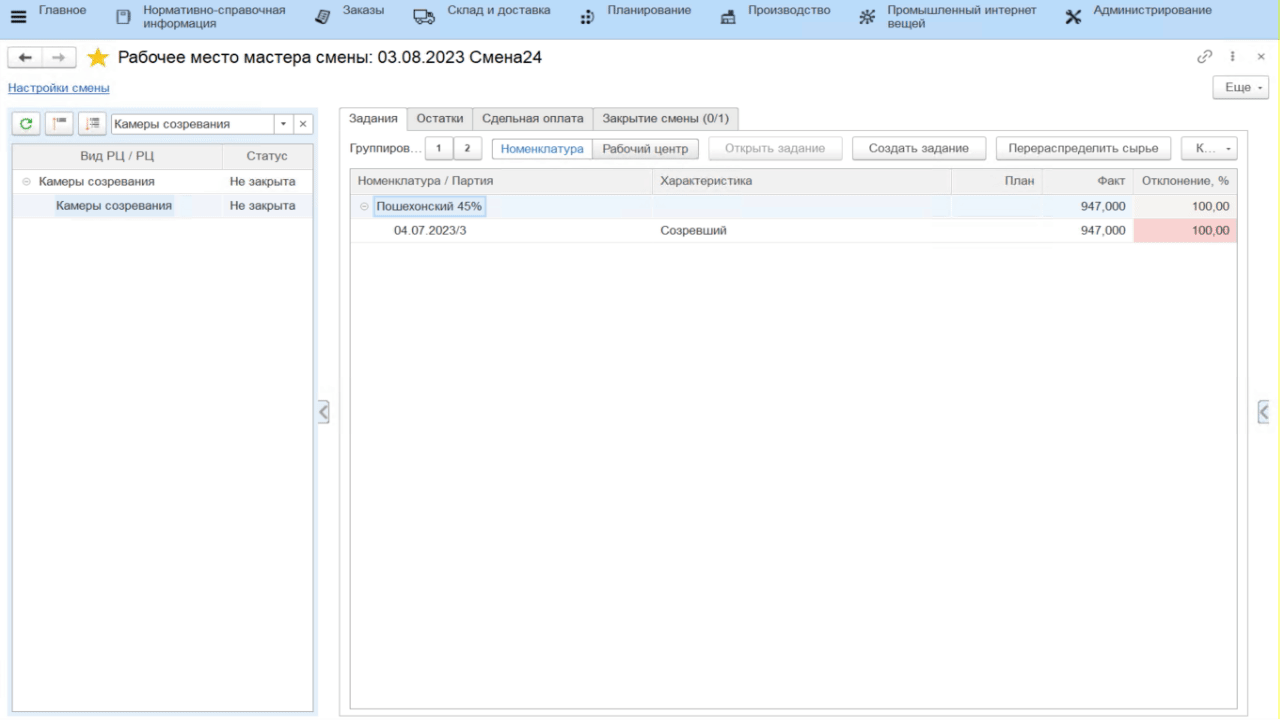 Главное
Нормативно-справочная
информация
Заказы
Склад и доставка
Планирование
Производство
Промышленный интернет
вещей
Администрирование
Рабочее место мастера смены: 03.08.2023 Смена24
Настройки смены
Еще
Камеры созревания
Вид РЦ / РЦ Статус
Камеры созревания Не закрыта
Камеры созревания Не закрыта
Задания Остатки Сдельная оплата Закрытие смены (0/1)
Группиров... 1 2 Номенклатура Рабочий центр Открыть задание Создать задание Перераспределить сырье К...
Номенклатура / Партия Характеристика План Факт Отклонение, %
Пошехонский 45% 947,000 100,00
04.07.2023/3 Созревший 947,000 100,00